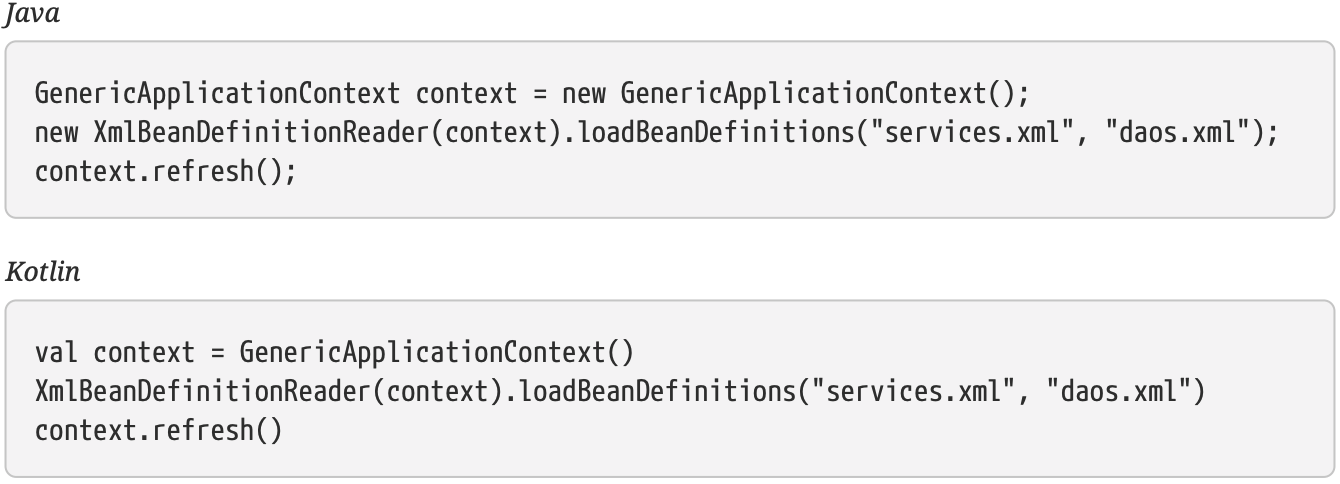 Java
GenericApplicationContext context = new GenericApplicationContext();
new XmlBeanDefinitionReader(context).loadBeanDefinitions("services.xml", "daos.xml");
context.refresh();
Kotlin
val context = GenericApplicationContext()
XmlBeanDefinitionReader(context).loadBeanDefinitions("services.xml", "daos.xml")
context.refresh()